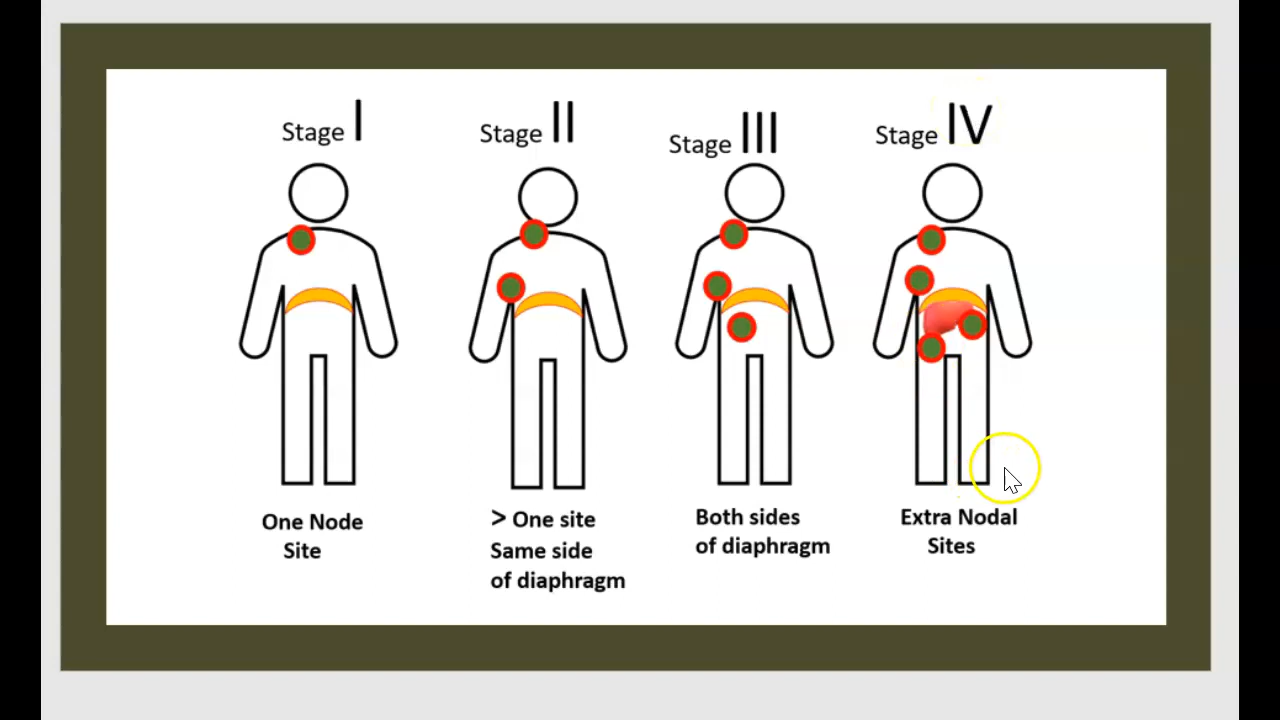 Stage I
One Node
Site
Stage II
> One site
Same side
of diaphragm
Stage III
Both sides
of diaphragm
Stage IV
Extra Nodal
Sites